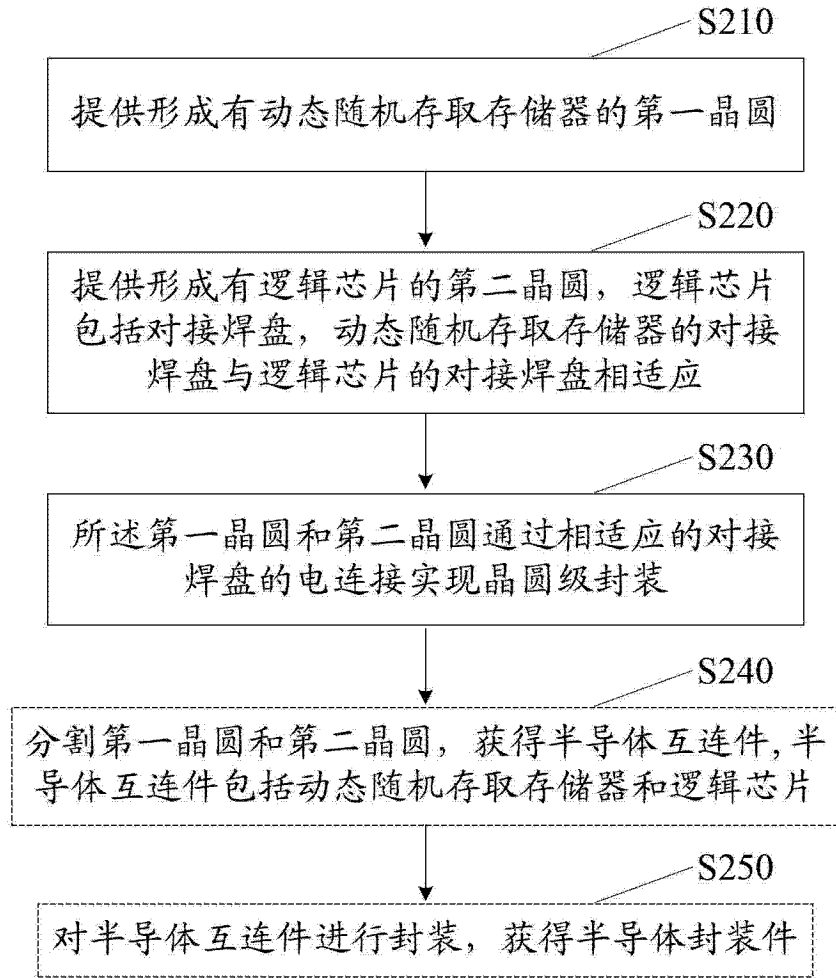 S210
提供形成有动态随机存取存储器的第一晶圆
S220
提供形成有逻辑芯片的第二晶圆，逻辑芯片
包括对接焊盘，动态随机存取存储器的对接
焊盘与逻辑芯片的对接焊盘相适应
S230
所述第一晶圆和第二晶圆通过相适应的对接
焊盘的电连接实现晶圆级封装
S240
分割第一晶圆和第二晶圆，获得半导体互连件,半
导体互连件包括动态随机存取存储器和逻辑芯片
S250
对半导体互连件进行封装，获得半导体封装件